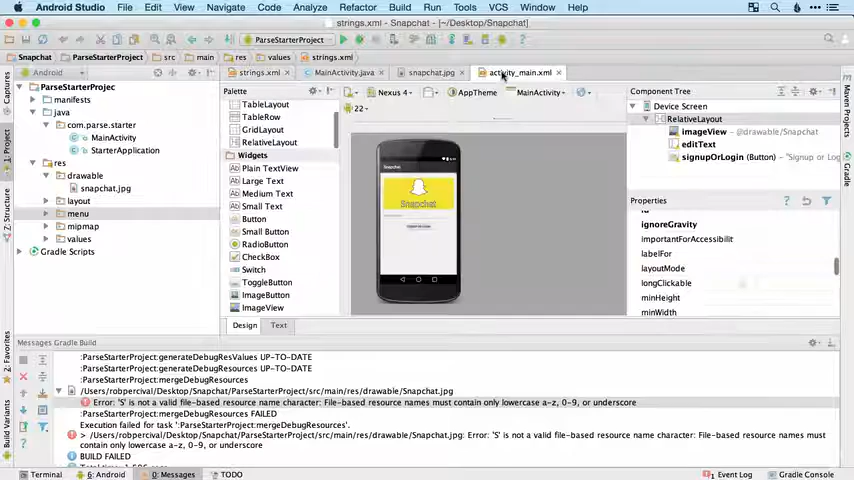 Android Studio File Edit View Navigate Code Analyze Refactor Build Run Tools VCS Window Help
strings.xml - Snapchat - [~/Desktop/Snapchat]
ParseStarterProject
Snapchat ParseStarterProject src main res values strings.xml
Android
strings.xml MainActivity.java snapchat.jpg activity_main.xml
ParseStarterProjec
manifests
java
com.parse.starter
MainActivity
StarterApplication
res
drawable
snapchat.jpg
layout
menu
mipmap
values
Gradle Scripts
Captures
1: Project
7: Structure
2: Favorites
Build Variants
Palette
TableLayout
TableRow
GridLayout
RelativeLayout
Widgets
Plain TextView
Large Text
Medium Text
Small Text
Button
Small Button
RadioButton
CheckBox
Switch
ToggleButton
ImageButton
ImageView
Design Text
Nexus 4 AppTheme MainActivity
22
Snapchat
Snapchat
Component Tree
Device Screen
RelativeLayout
imageView - @drawable/Snapchat
editText
signupOrLogin (Button) - "Signup or Log
Properties
id
ignoreGravity
importantForAccessibilit
labelFor
layoutMode
longClickable
minHeight
minWidth
Maven Projects
Gradle
Messages Gradle Build
:ParseStarterProject:generateDebugResValues UP-TO-DATE
:ParseStarterProject:generateDebugResources UP-TO-DATE
:ParseStarterProject:mergeDebugResources
/Users/robpercival/Desktop/Snapchat/ParseStarterProject/src/main/res/drawable/Snapchat.jpg
Error: 'S' is not a valid file-based resource name character: File-based resource names must contain only lowercase a-z, 0-9, or underscore
:ParseStarterProject:mergeDebugResources FAILED
Execution failed for task ':ParseStarterProject:mergeDebugResources'.
> /Users/robpercival/Desktop/Snapchat/ParseStarterProject/src/main/res/drawable/Snapchat.jpg: Error: 'S' is not a valid file-based resource name character: File-based resource names must
contain only lowercase a-z, 0-9, or underscore
BUILD FAILED
Terminal 6: Android 0: Messages TODO
1 Event Log Gradle Console